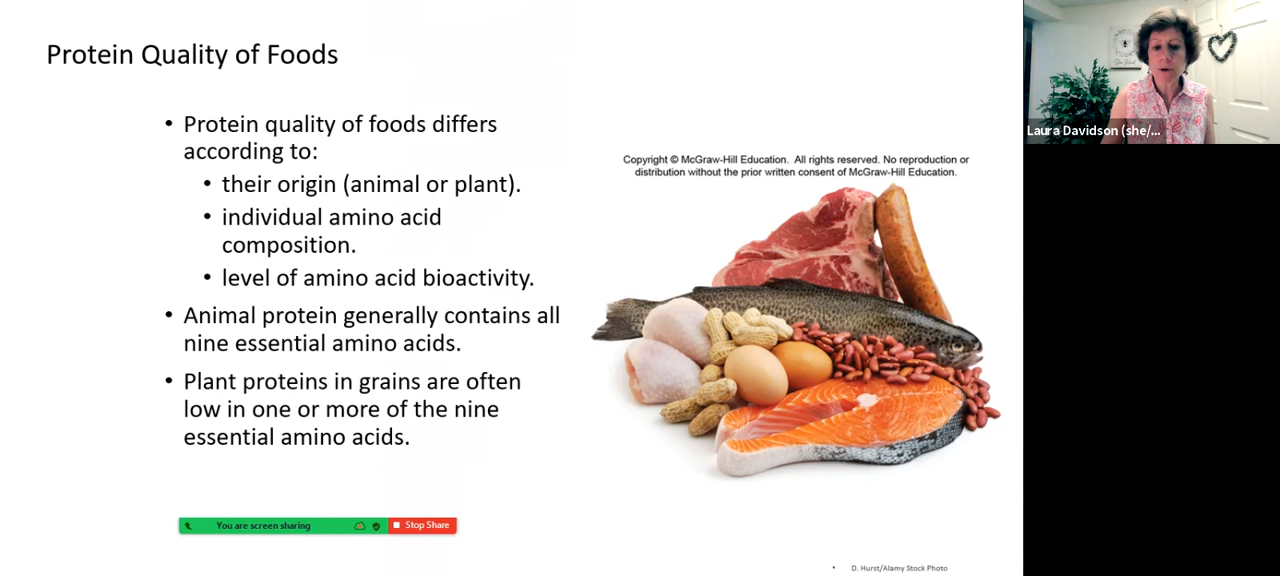 Protein Quality of Foods
• Protein quality of foods differs
according to:
• their origin (animal or plant).
• individual amino acid
composition.
• level of amino acid bioactivity.
• Animal protein generally contains all
nine essential amino acids.
• Plant proteins in grains are often
low in one or more of the nine
essential amino acids.
Copyright © McGraw-Hill Education. All rights reserved. No reproduction or
distribution without the prior written consent of McGraw-Hill Education.
You are screen sharing
Stop Share
• D. Hurst/Alamy Stock Photo
Laura Davidson (she/...